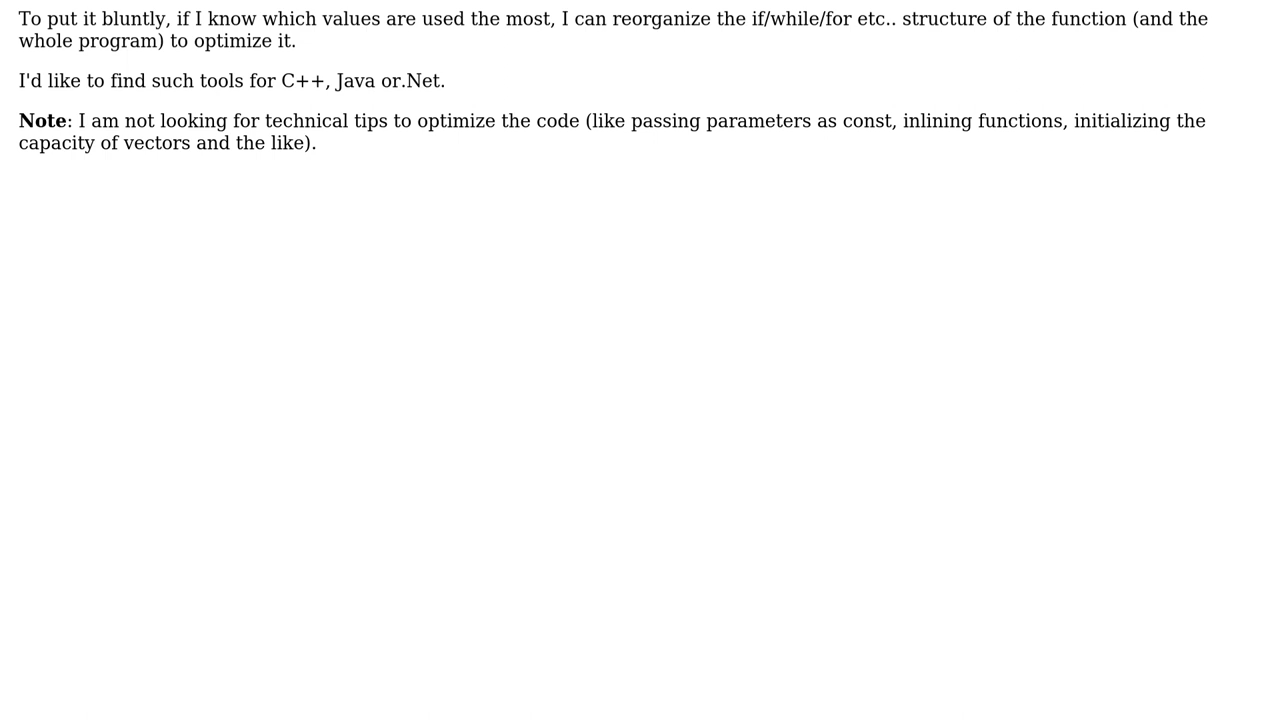 To put it bluntly, if I know which values are used the most, I can reorganize the if/while/for etc.. structure of the function (and the
whole program) to optimize it.
I'd like to find such tools for C++, Java or.Net.
Note: I am not looking for technical tips to optimize the code (like passing parameters as const, inlining functions, initializing the
capacity of vectors and the like).